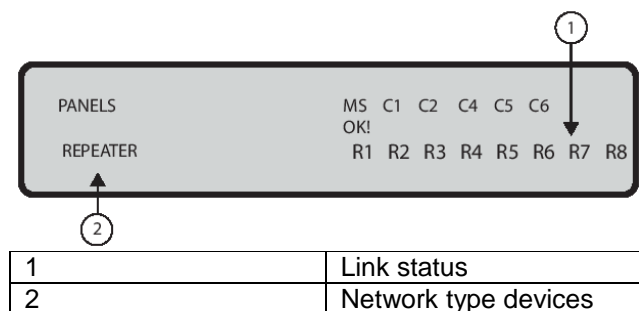 1
PANELS MS C1 C2 C4 C5 C6
OK!
REPEATER R1 R2 R3 R4 R5 R6 R7 R8
2
1 Link status
2 Network type devices